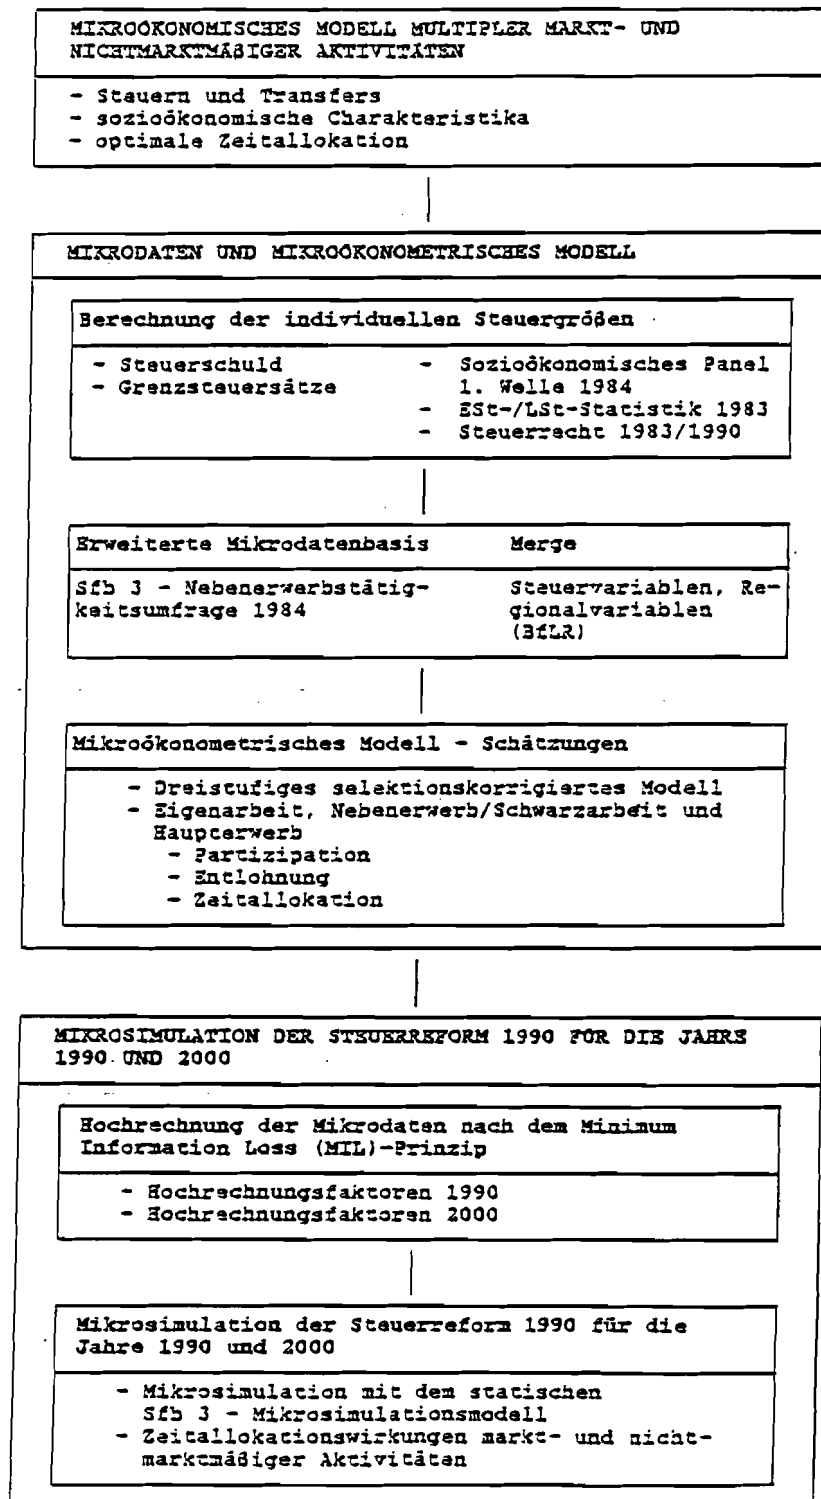 MIKROÖKONOMISCHES MODELL MULTIPLER MARKT- UND
NICHTMARKTMÄßIGER AKTIVITÄTEN
- Steuern und Transfers
- sozioökonomische Charakteristika
- optimale Zeitallokation
MIKRODATEN UND MIKROÖKONOMETRISCHES MODELL
Berechnung der individuellen Steuergrößen
- Steuerschuld
- Grenzsteuersätze
- Sozioökonomisches Panel
1. Welle 1984
- ESt-/LSt-Statistik 1983
- Steuerrecht 1983/1990
Erweiterte Mikrodatenbasis
Merge
Sfb 3 - Nebenerwerbstätig-
keitsumfrage 1984
Steuervariablen, Re-
gionalvariablen
(BfLR)
Mikroökonometrisches Modell - Schätzungen
- Dreistufiges selektionskorrigiertes Modell
- Eigenarbeit, Nebenerwerb/Schwarzarbeit und
Haupterwerb
- Partizipation
- Entlohnung
- Zeitallokation
MIKROSIMULATION DER STEUERREFORM 1990 FÜR DIE JAHRE
1990 UND 2000
Hochrechnung der Mikrodaten nach dem Minimum
Information Loss (MIL)-Prinzip
- Hochrechnungsfaktoren 1990
- Hochrechnungsfaktoren 2000
Mikrosimulation der Steuerreform 1990 für die
Jahre 1990 und 2000
- Mikrosimulation mit dem statischen
Sfb 3 - Mikrosimulationsmodell
- Zeitallokationswirkungen markt- und nicht-
marktmäßiger Aktivitäten